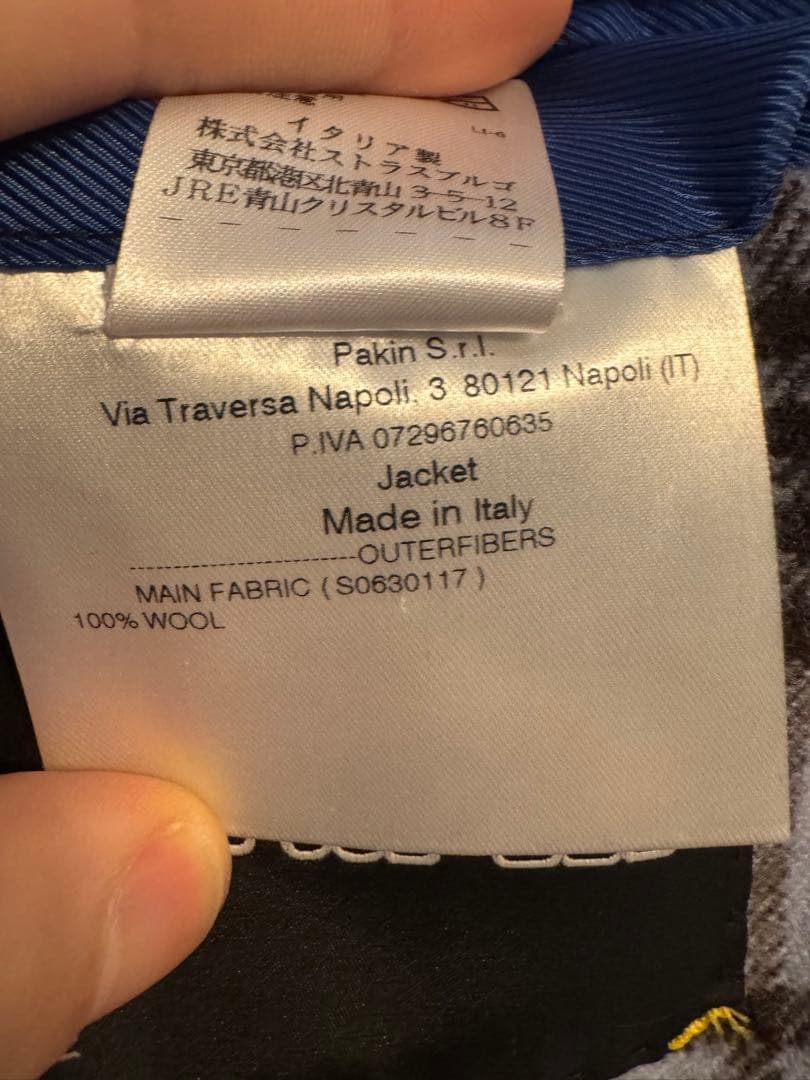 LI-6
イタリア製
株式会社ストラスブルゴ
東京都港区北青山 3-5-12
JRE青山クリスタルビル8F
Pakin S.r.l.
Via Traversa Napoli, 3 80121 Napoli (IT)
P.IVA 07296760635
Jacket
Made in Italy
------------------------OUTERFIBERS
MAIN FABRIC ( S0630117 )
100% WOOL